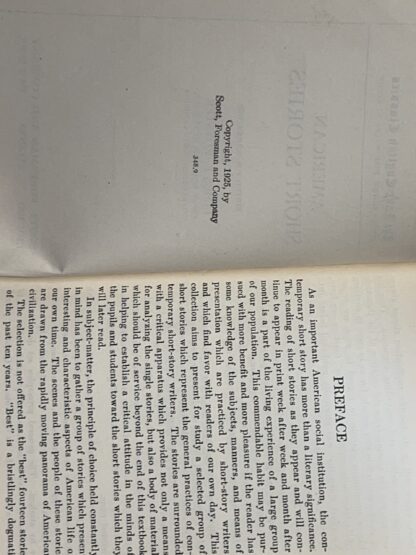 Copyright, 1925, by
Scott, Foresman and Company
346.9
PREFACE
As an important American social institution, the con-
temporary short story has more than a literary significance.
The reading of short stories as they appear and will con-
tinue to appear in print week after week and month after
month is a part of the living experience of a large group
of our population. This commendable habit may be pur-
sued with more benefit and more pleasure if the reader has
some knowledge of the subjects, manners, and means of
presentation which are practiced by short-story writers
and which find favor with readers of our own day. This
collection aims to present for study a selected group of
short stories which represent the general practices of con-
temporary short-story writers. The stories are surrounded
with a critical apparatus which provides not only a means
for analyzing the single stories, but also a body of material
which should be of service beyond the end of this textbook
in helping to establish a critical attitude in the minds of
the pupils and students toward the short stories which they
will later read.
In subject-matter, the principle of choice held constantly
in mind has been to gather a group of stories which present
interesting and characteristic aspects of American life of
our own time. The scenes and the people of these stories
are drawn from the rapidly moving panorama of American
civilization.
The selection is not offered as the "best" fourteen stories
of the past ten years. "Best" is a bristlingly dogmatic